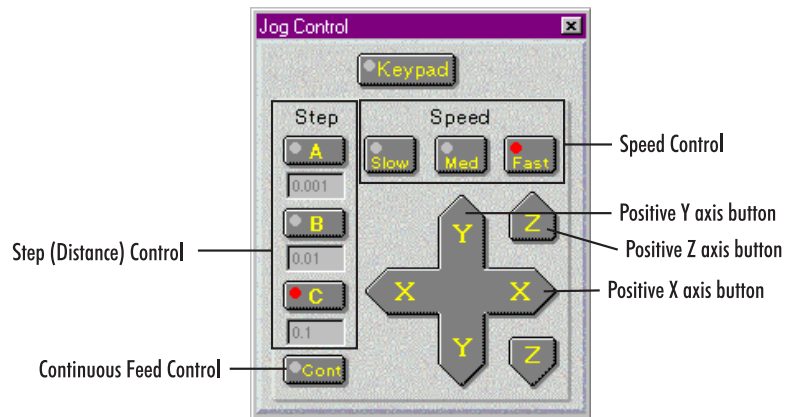 Jog Control
Keypad
Step
Speed
A
Slow
Med
Fast
Speed Control
0.001
B
0.01
C
0.1
Cont
Y
Z
X
X
Y
Z
Positive Y axis button
Positive Z axis button
Positive X axis button
Step (Distance) Control
Continuous Feed Control